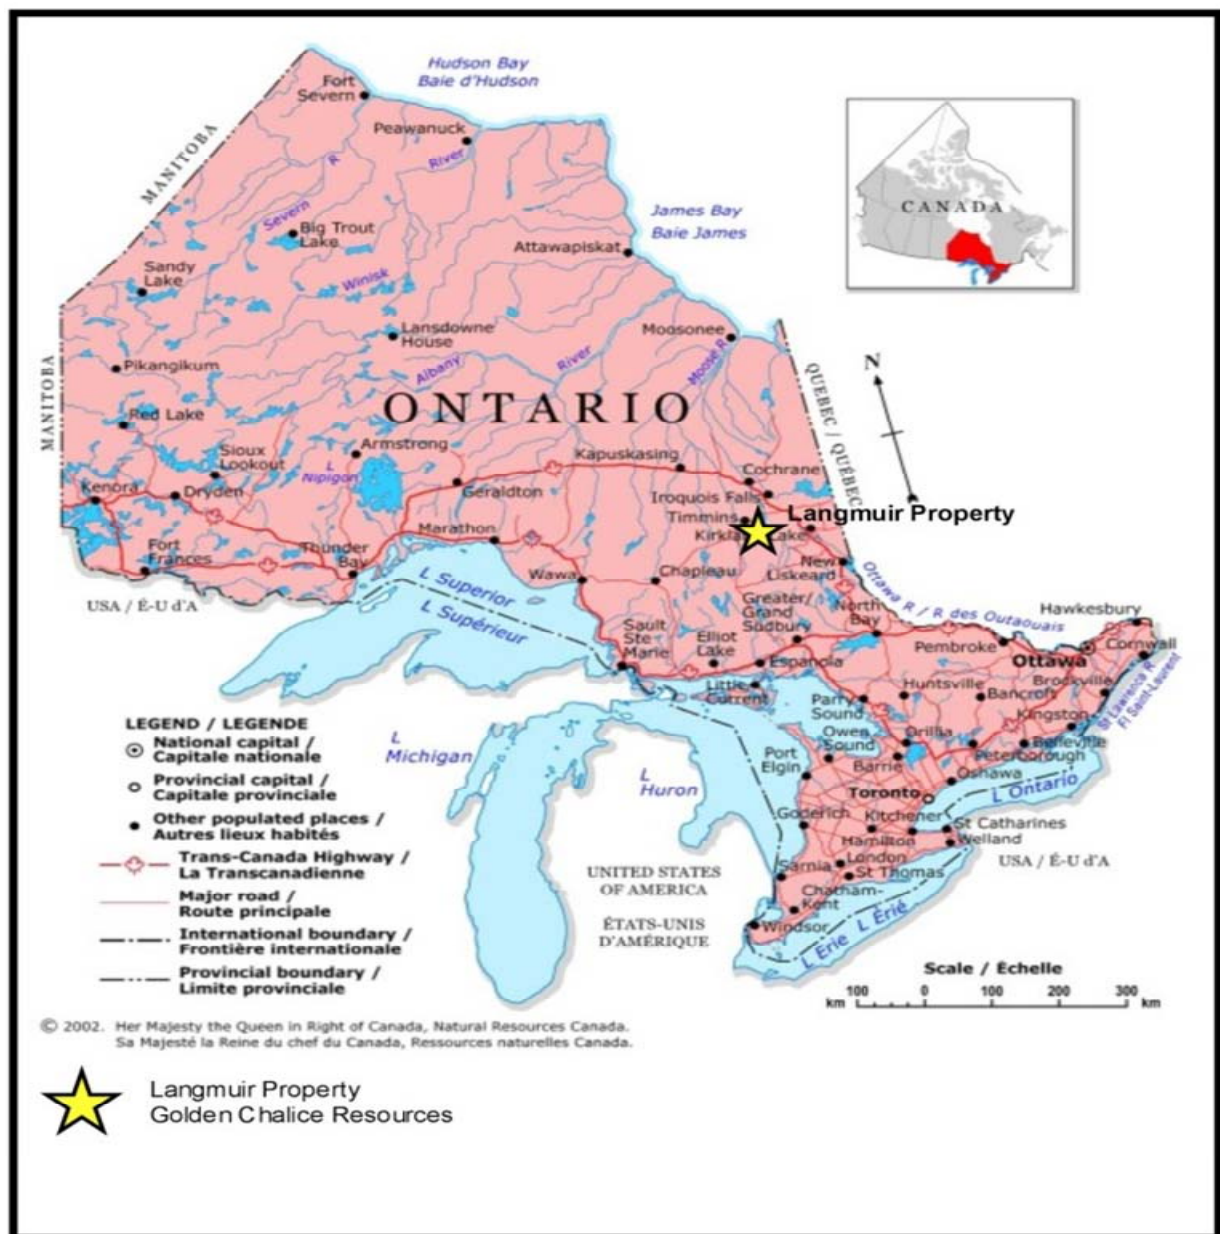 Hudson Bay
Baie d'Hudson
Fort
Severn
Peawanuck
MANITOBA
River
R
Severn
Big Trout
Lake
James Bay
Baie James
CANADA
Attawapiskat
Sandy
Lake
Winisk
Lansdowne
House
Moosonee
Albany
River
Moose R
Pikangikum
MANITOBA
QUEBEC / QUÉBEC
N
ONTARIO
Red Lake
Sioux
Lookout
Armstrong
L
Nipigon
Kapuskasing
Cochrane
Kenora
Dryden
Geraldton
Iroquois Falls
Timmins
Langmuir Property
Marathon
Lake
Fort
Frances
Thunder
Bay
Wawa
Chapleau
New
Liskeard
USA / É-U d'A
L Superior
L Supérieur
Ottawa R / R des Outaouais
Greater/
Grand
Sudbury
North
Bay
Hawkesbury
Sault
Ste
Marie
Elliot
Lake
Espanola
Pembroke
Ottawa
Cornwall
Brockville
Little
Current
Parry
Sound
Huntsville
Bancroft
Kingston
St Lawrence R
Fl Saint-Laurent
Owen
Sound
Orillia
Belleville
Peterborough
L
Michigan
Port
Elgin
Barrie
Oshawa
L
Huron
Toronto
L Ontario
Goderich
Kitchener
St Catharines
Hamilton
Welland
USA / É-U d'A
Sarnia
London
St Thomas
UNITED STATES
OF AMERICA
ÉTATS-UNIS
D'AMÉRIQUE
Chatham-
Kent
Windsor
L Erie L Érié
LEGEND / LEGENDE
National capital /
Capitale nationale
Provincial capital /
Capitale provinciale
Other populated places /
Autres lieux habités
Trans-Canada Highway /
La Transcanadienne
Major road /
Route principale
International boundary /
Frontière internationale
Provincial boundary /
Limite provinciale
Scale / Échelle
100 0 100 200 300
km km
© 2002. Her Majesty the Queen in Right of Canada, Natural Resources Canada.
Sa Majesté la Reine du chef du Canada, Ressources naturelles Canada.
Langmuir Property
Golden Chalice Resources